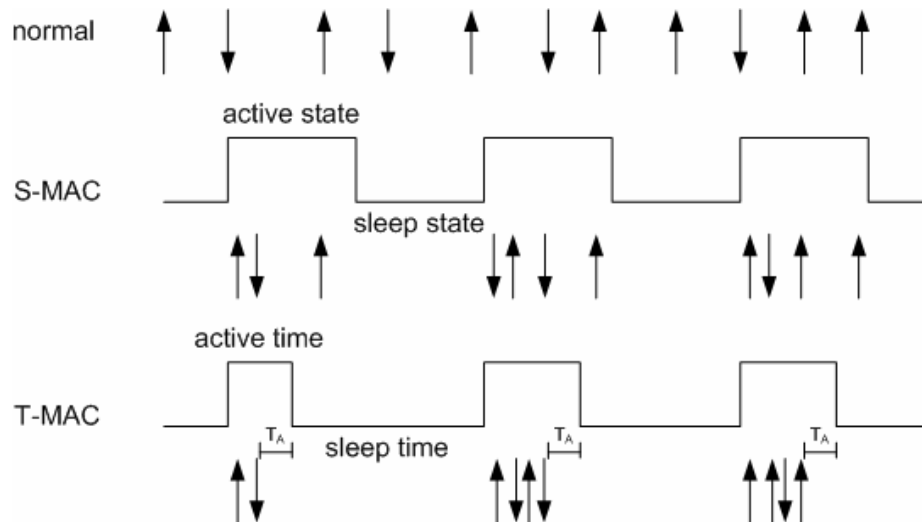 normal
active state
S-MAC
sleep state
active time
T-MAC
TA
TA
TA
sleep time